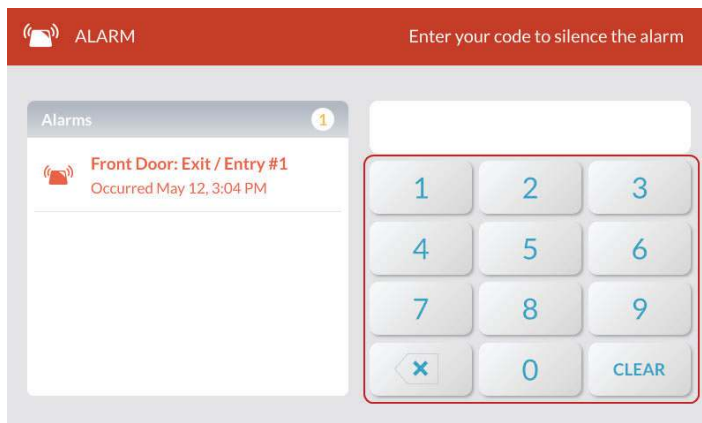 ALARM
Enter your code to silence the alarm
Alarms 1
Front Door: Exit / Entry #1
Occurred May 12, 3:04 PM
1 2 3
4 5 6
7 8 9
0 CLEAR